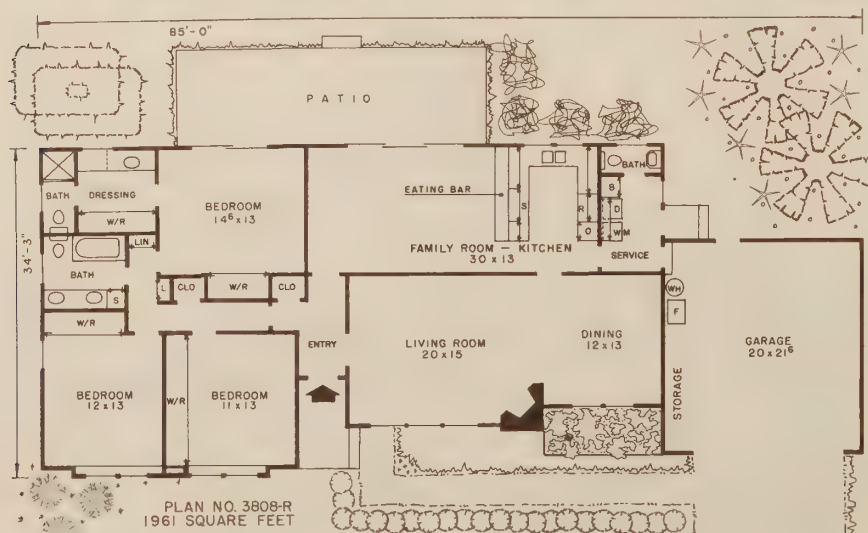 85'-0"
PATIO
BATH
DRESSING
W/R
BEDROOM
14⁶ x 13
EATING BAR
S
R
O
BATH
B
D
WM
SERVICE
FAMILY ROOM — KITCHEN
30 x 13
34'-3"
LIN
BATH
S
L
CLO
W/R
CLO
W/R
ENTRY
LIVING ROOM
20 x 15
DINING
12 x 13
WH
F
GARAGE
20 x 21⁶
STORAGE
BEDROOM
12 x 13
W/R
BEDROOM
11 x 13
PLAN NO. 3808-R
1961 SQUARE FEET